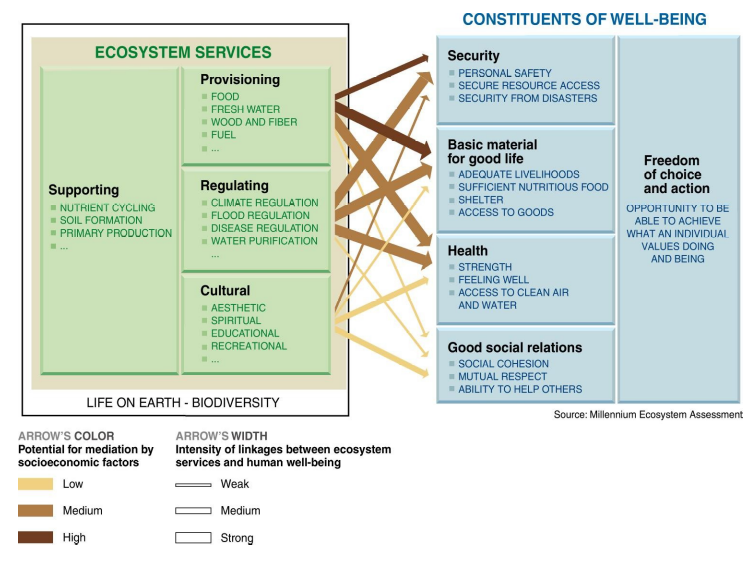 CONSTITUENTS OF WELL-BEING
ECOSYSTEM SERVICES
Supporting
NUTRIENT CYCLING
SOIL FORMATION
PRIMARY PRODUCTION
...
Provisioning
FOOD
FRESH WATER
WOOD AND FIBER
FUEL
...
Regulating
CLIMATE REGULATION
FLOOD REGULATION
DISEASE REGULATION
WATER PURIFICATION
...
Cultural
AESTHETIC
SPIRITUAL
EDUCATIONAL
RECREATIONAL
...
LIFE ON EARTH - BIODIVERSITY
Security
PERSONAL SAFETY
SECURE RESOURCE ACCESS
SECURITY FROM DISASTERS
Basic material
for good life
ADEQUATE LIVELIHOODS
SUFFICIENT NUTRITIOUS FOOD
SHELTER
ACCESS TO GOODS
Health
STRENGTH
FEELING WELL
ACCESS TO CLEAN AIR
AND WATER
Good social relations
SOCIAL COHESION
MUTUAL RESPECT
ABILITY TO HELP OTHERS
Freedom
of choice
and action
OPPORTUNITY TO BE
ABLE TO ACHIEVE
WHAT AN INDIVIDUAL
VALUES DOING
AND BEING
Source: Millennium Ecosystem Assessment
ARROW'S COLOR
Potential for mediation by
socioeconomic factors
Low
Medium
High
ARROW'S WIDTH
Intensity of linkages between ecosystem
services and human well-being
Weak
Medium
Strong